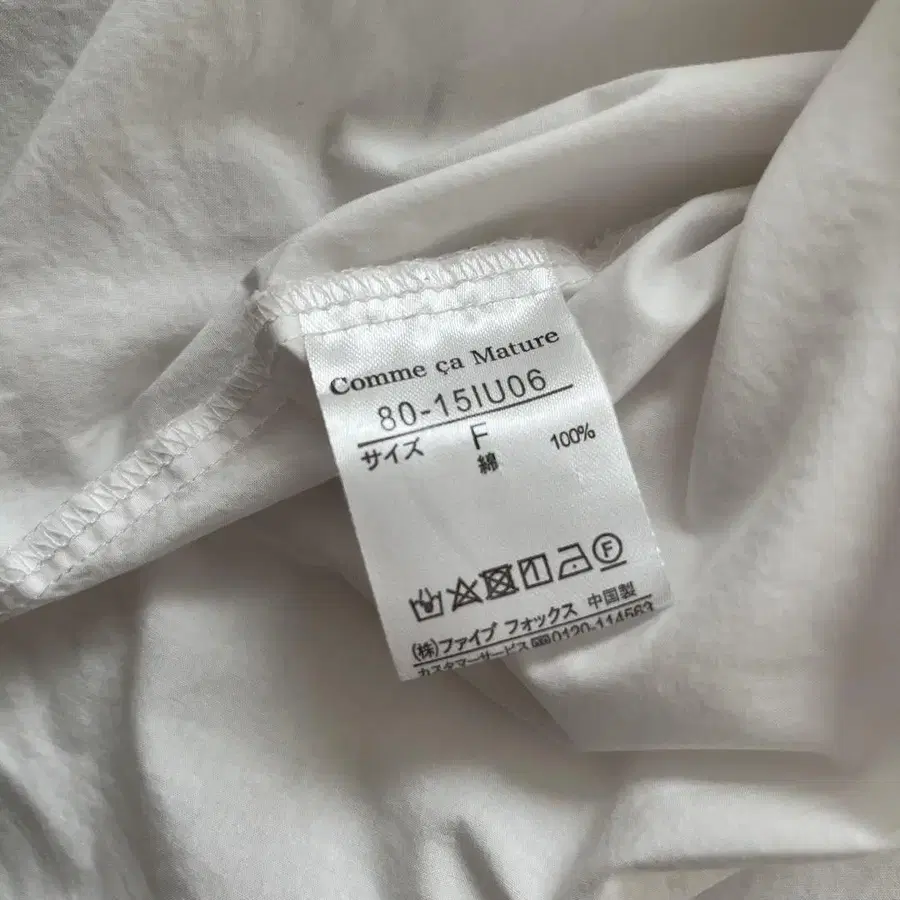 Comme ça Mature
80-15IU06
サイズ F
綿 100%
F
(株)ファイブ フォックス 中国製
カスタマーサービス 0120-114563